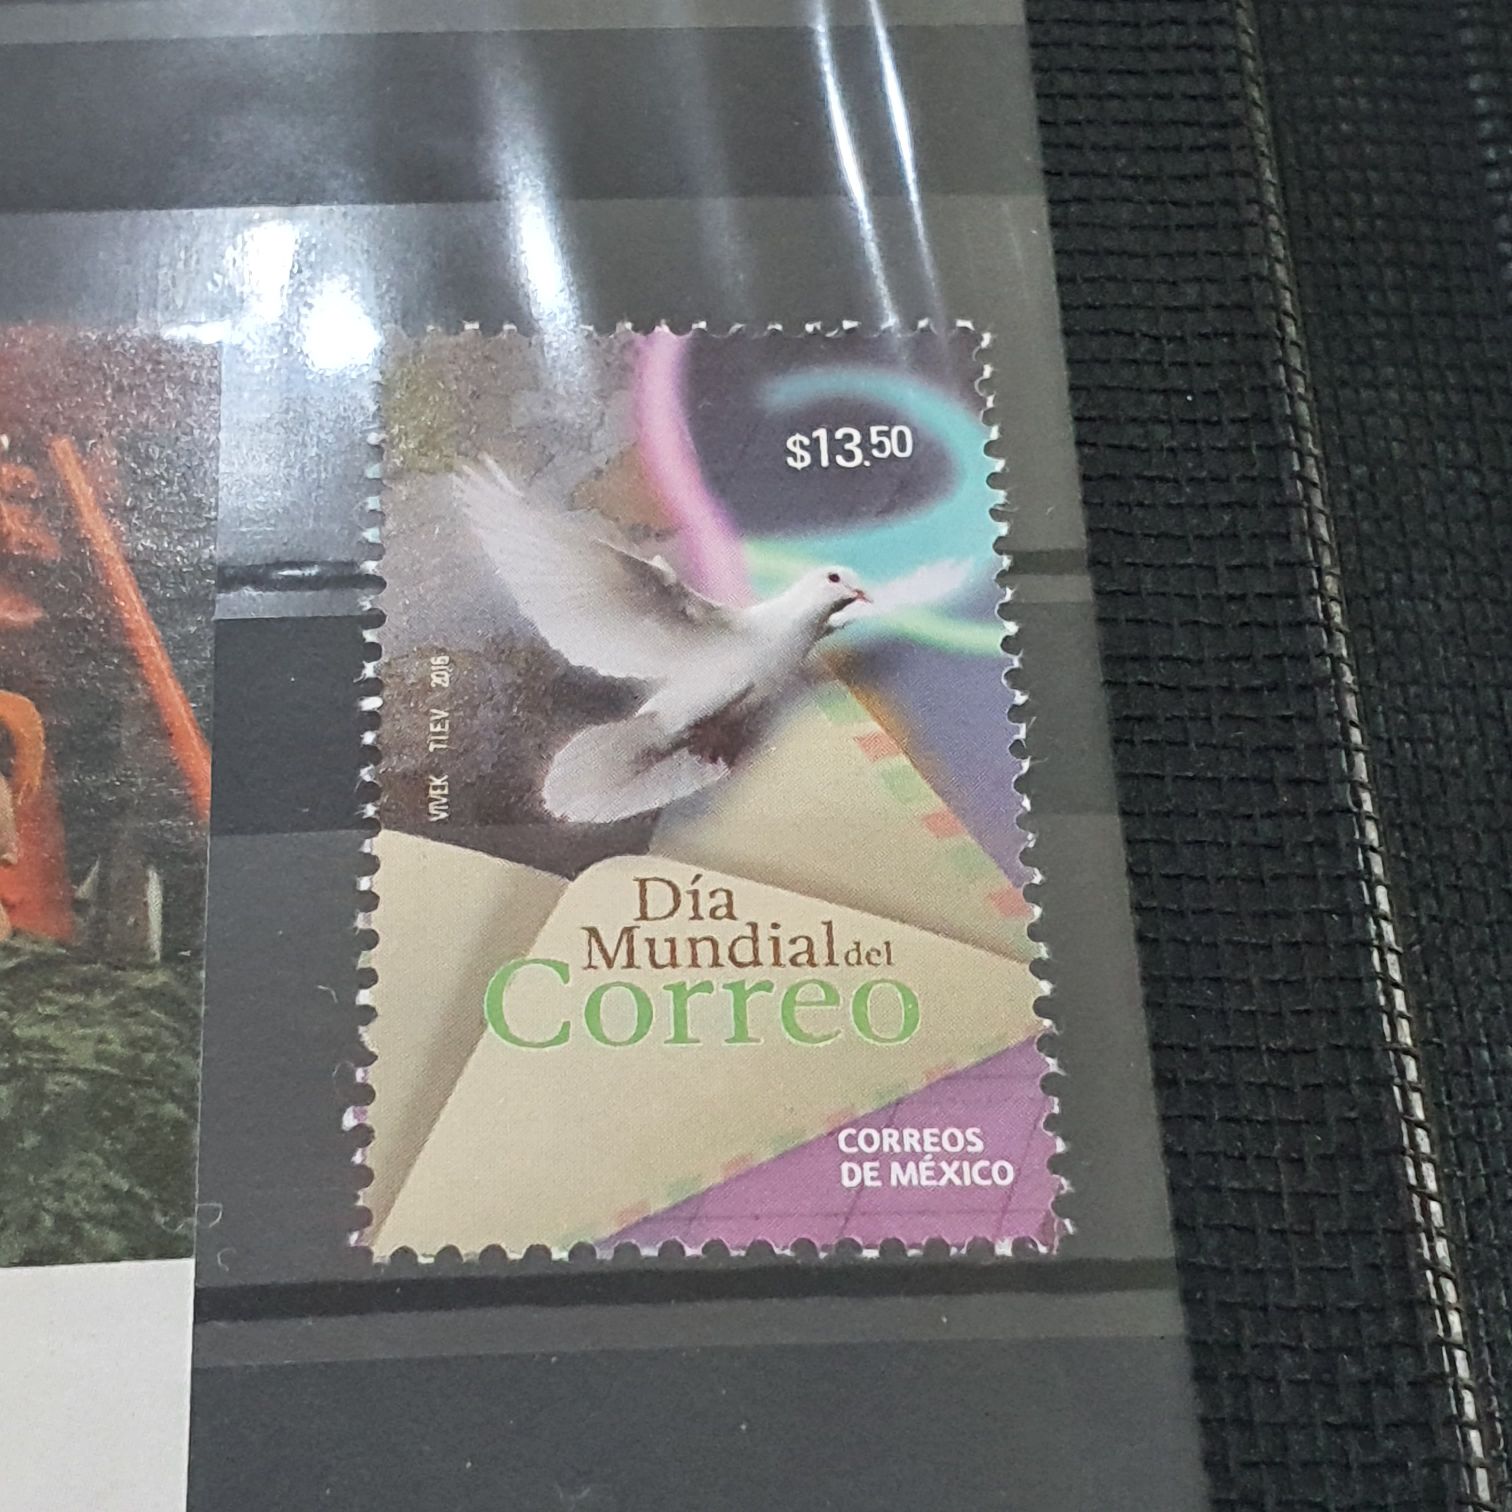 $13.50
VIVEK TIEV 2016
Día
Mundial del
Correo
CORREOS
DE MÉXICO